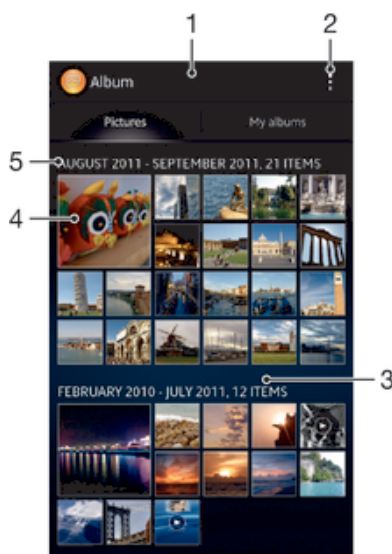 1
2
Album
Pictures
My albums
5
AUGUST 2011 - SEPTEMBER 2011, 21 ITEMS
4
3
FEBRUARY 2010 - JULY 2011, 12 ITEMS